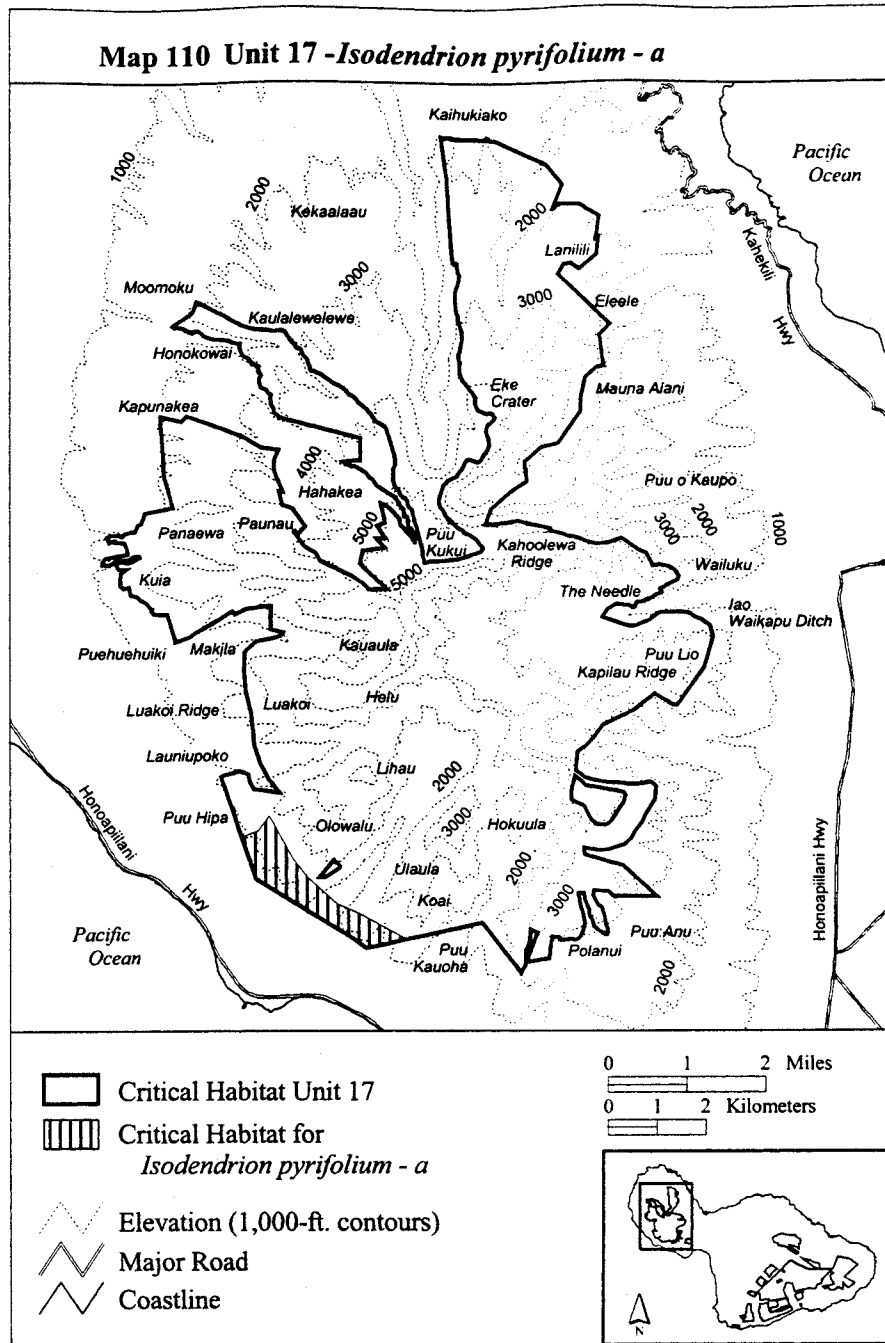 Map 110 Unit 17 -Isodendrion pyrifolium - a
Kaihukiako
Pacific
Ocean
1000
2000
Kekaalaau
2000
Lanilili
Kahekili
Hwy
3000
3000
Eleele
Moomoku
Kaulalewelewe
Honokowai
Kapunakea
Eke
Crater
Mauna Alani
4000
Hahakea
Puu o Kaupo
5000
3000
2000
1000
Panaewa
Paunau
Puu
Kukui
Kahoolewa
Ridge
Wailuku
5000
Kuia
The Needle
Iao
Waikapu Ditch
Puehuehuiki
Makila
Kauaula
Puu Lio
Kapilau Ridge
Luakoi Ridge
Luakoi
Helu
Launiupoko
Lihau
2000
Honoapiilani
Hwy
Puu Hipa
Olowalu
3000
Hokuula
Ulaula
2000
Koai
3000
Honoapiilani Hwy
Pacific
Ocean
Puu
Kauoha
Polanui
Puu Anu
2000
Critical Habitat Unit 17
Critical Habitat for
Isodendrion pyrifolium - a
Elevation (1,000-ft. contours)
Major Road
Coastline
0 1 2 Miles
0 1 2 Kilometers
N